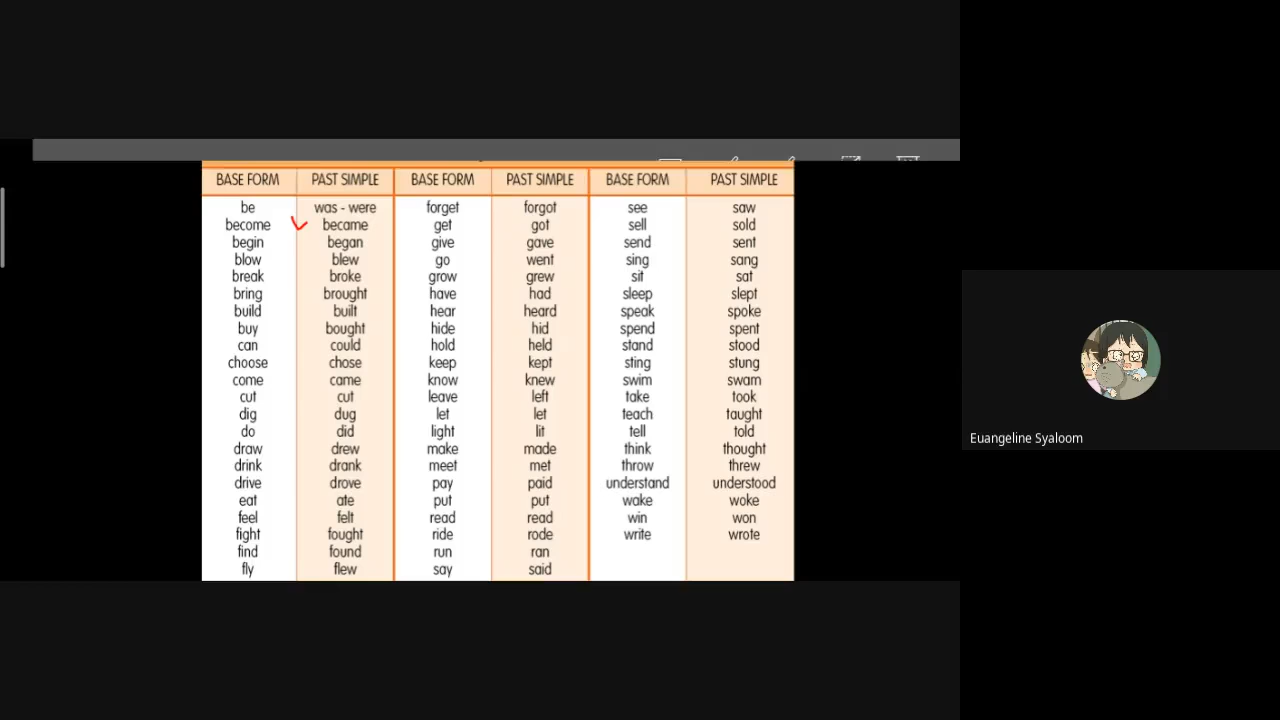 BASE FORM PAST SIMPLE BASE FORM PAST SIMPLE BASE FORM PAST SIMPLE
be was - were forget forgot see saw
become became get got sell sold
begin began give gave send sent
blow blew go went sing sang
break broke grow grew sit sat
bring brought have had sleep slept
build built hear heard speak spoke
buy bought hide hid spend spent
can could hold held stand stood
choose chose keep kept sting stung
come came know knew swim swam
cut cut leave left take took
dig dug let let teach taught
do did light lit tell told
draw drew make made think thought
drink drank meet met throw threw
drive drove pay paid understand understood
eat ate put put wake woke
feel felt read read win won
fight fought ride rode write wrote
find found run ran
fly flew say said
Euangeline Syaloom